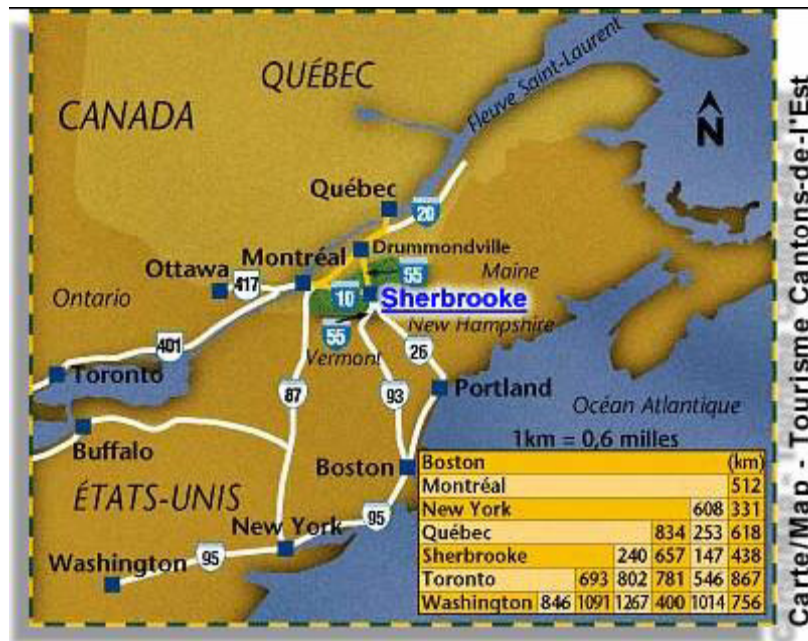 QUÉBEC
CANADA
Fleuve Saint-Laurent
N
Québec
20
Drummondville
Montréal
55
Maine
Ottawa
417
10
Sherbrooke
Ontario
New Hampshire
55
Vermont
401
26
Toronto
87
93
Portland
Océan Atlantique
Buffalo
1km = 0,6 milles
ÉTATS-UNIS
Boston
New York
95
95
Washington
Boston (km)
Montréal 512
New York 608 331
Québec 834 253 618
Sherbrooke 240 657 147 438
Toronto 693 802 781 546 867
Washington 846 1091 1267 400 1014 756
Carte/Map - Tourisme Cantons-de-l'Est